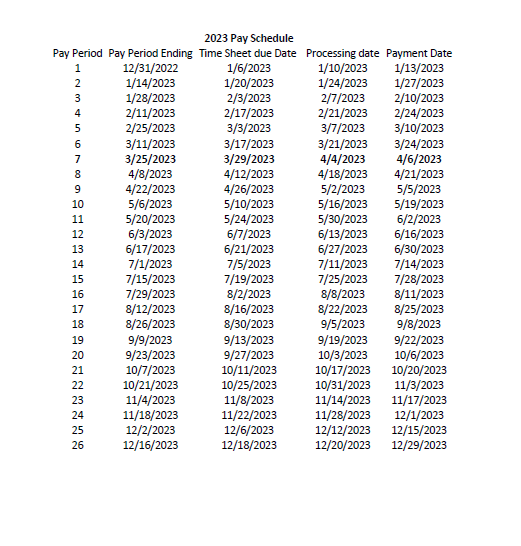 2023 Pay Schedule
Pay Period Pay Period Ending Time Sheet due Date Processing date Payment Date
1 12/31/2022 1/6/2023 1/10/2023 1/13/2023
2 1/14/2023 1/20/2023 1/24/2023 1/27/2023
3 1/28/2023 2/3/2023 2/7/2023 2/10/2023
4 2/11/2023 2/17/2023 2/21/2023 2/24/2023
5 2/25/2023 3/3/2023 3/7/2023 3/10/2023
6 3/11/2023 3/17/2023 3/21/2023 3/24/2023
7 3/25/2023 3/29/2023 4/4/2023 4/6/2023
8 4/8/2023 4/12/2023 4/18/2023 4/21/2023
9 4/22/2023 4/26/2023 5/2/2023 5/5/2023
10 5/6/2023 5/10/2023 5/16/2023 5/19/2023
11 5/20/2023 5/24/2023 5/30/2023 6/2/2023
12 6/3/2023 6/7/2023 6/13/2023 6/16/2023
13 6/17/2023 6/21/2023 6/27/2023 6/30/2023
14 7/1/2023 7/5/2023 7/11/2023 7/14/2023
15 7/15/2023 7/19/2023 7/25/2023 7/28/2023
16 7/29/2023 8/2/2023 8/8/2023 8/11/2023
17 8/12/2023 8/16/2023 8/22/2023 8/25/2023
18 8/26/2023 8/30/2023 9/5/2023 9/8/2023
19 9/9/2023 9/13/2023 9/19/2023 9/22/2023
20 9/23/2023 9/27/2023 10/3/2023 10/6/2023
21 10/7/2023 10/11/2023 10/17/2023 10/20/2023
22 10/21/2023 10/25/2023 10/31/2023 11/3/2023
23 11/4/2023 11/8/2023 11/14/2023 11/17/2023
24 11/18/2023 11/22/2023 11/28/2023 12/1/2023
25 12/2/2023 12/6/2023 12/12/2023 12/15/2023
26 12/16/2023 12/18/2023 12/20/2023 12/29/2023